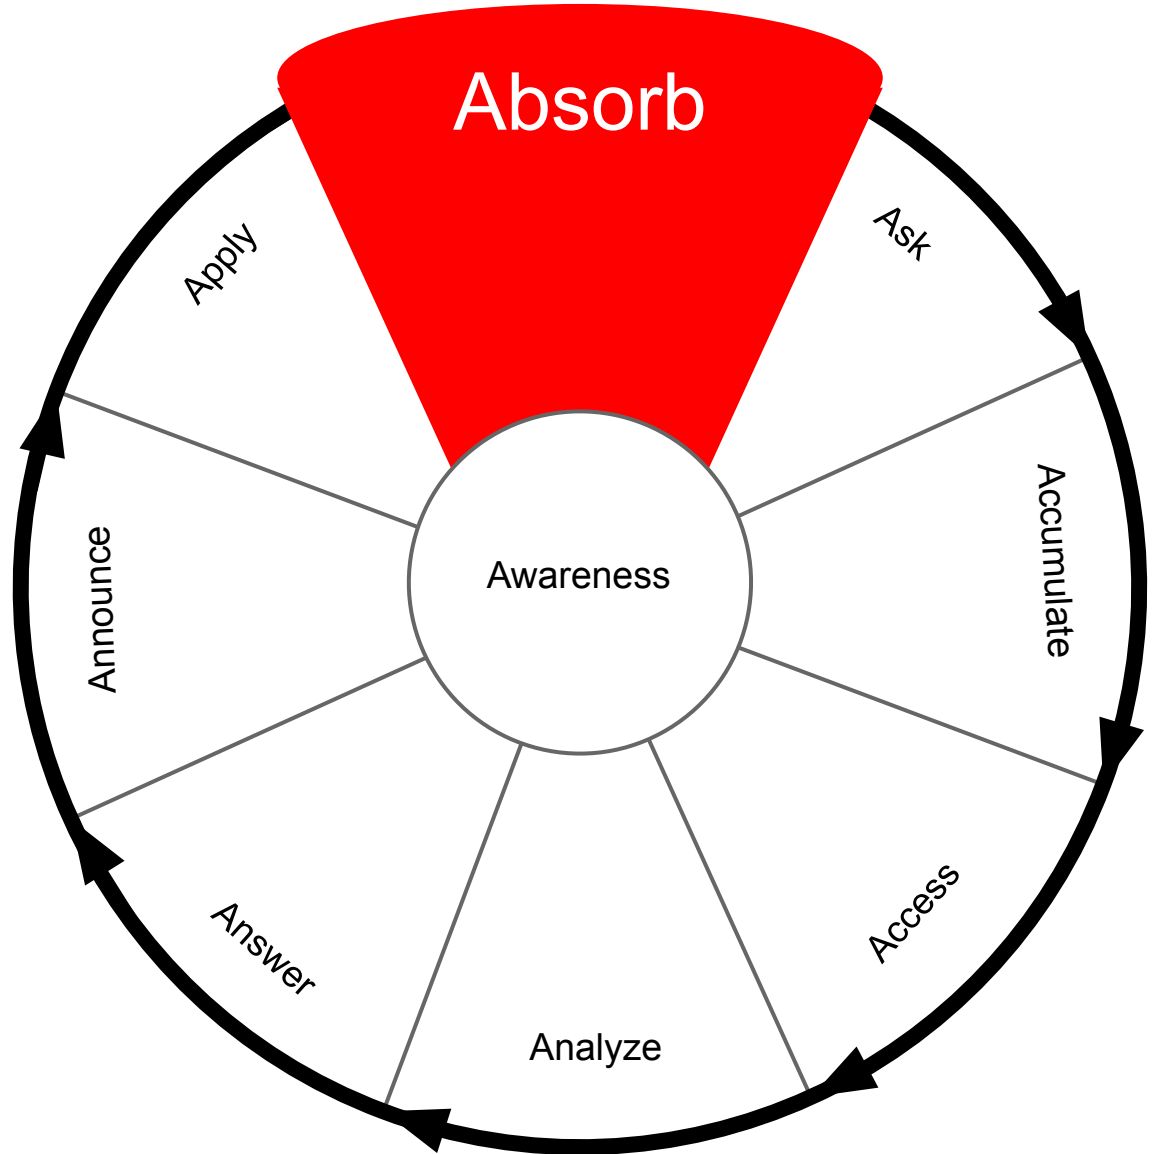 Absorb
Ask
Accumulate
Access
Analyze
Answer
Announce
Apply
Awareness